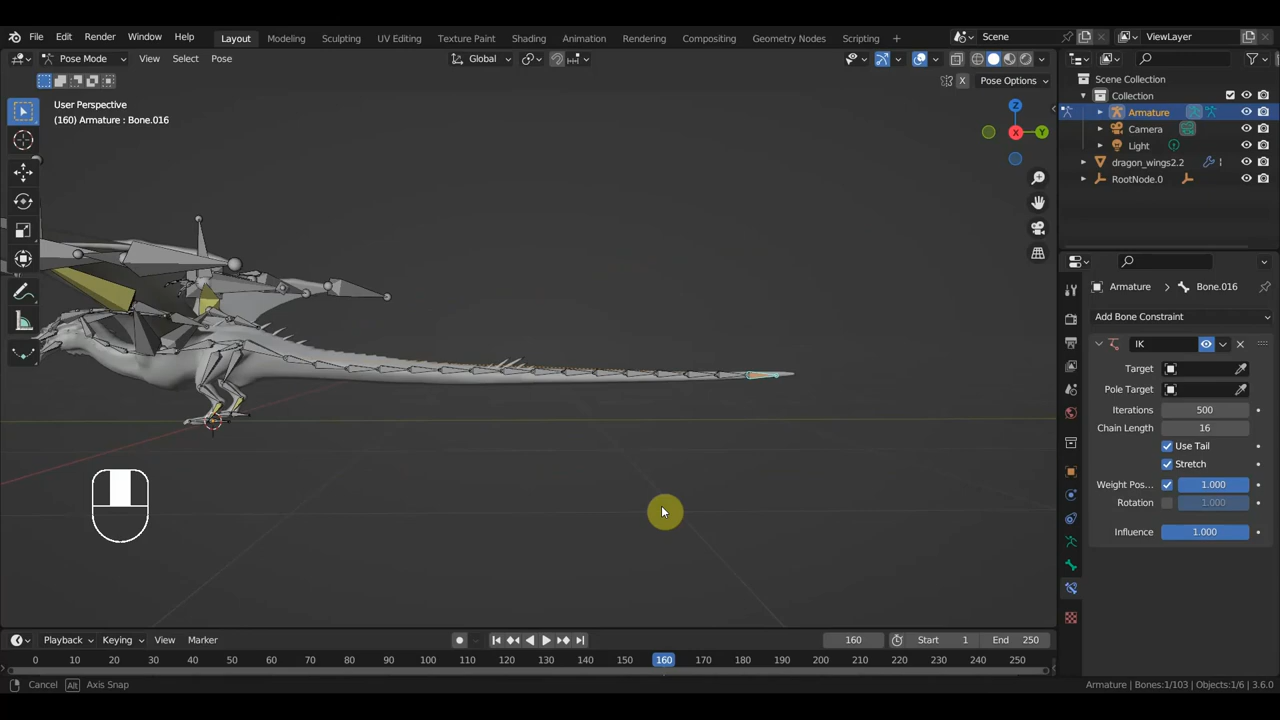 File Edit Render Window Help Layout Modeling Sculpting UV Editing Texture Paint Shading Animation Rendering Compositing Geometry Nodes Scripting + Scene ViewLayer
Pose Mode View Select Pose Global
X Pose Options
User Perspective
(160) Armature : Bone.016
Z
Y
X
Scene Collection
Collection
Armature
Camera
Light
dragon_wings2.2 1
RootNode.0
Armature > Bone.016
Add Bone Constraint
IK
Target
Pole Target
Iterations 500
Chain Length 16
Use Tail
Stretch
Weight Pos... 1.000
Rotation 1.000
Influence 1.000
Playback Keying View Marker 160 Start 1 End 250
0 10 20 30 40 50 60 70 80 90 100 110 120 130 140 150 160 170 180 190 200 210 220 230 240 250
Cancel Alt Axis Snap Armature | Bones:1/103 | Objects:1/6 | 3.6.0